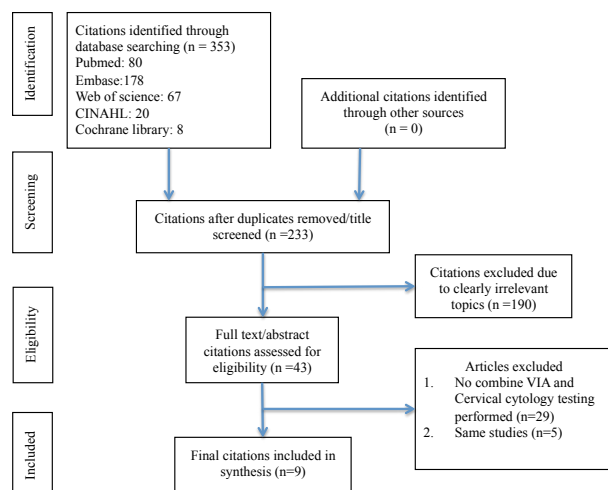 Identification
Citations identified through
database searching (n = 353)
Pubmed: 80
Embase:178
Web of science: 67
CINAHL: 20
Cochrane library: 8
Additional citations identified
through other sources
(n = 0)
Screening
Citations after duplicates removed/title
screened (n =233)
Citations excluded due
to clearly irrelevant
topics (n =190)
Eligibility
Full text/abstract
citations assessed for
eligibility (n =43)
Articles excluded
1. No combine VIA and
Cervical cytology testing
performed (n=29)
2. Same studies (n=5)
Included
Final citations included in
synthesis (n=9)